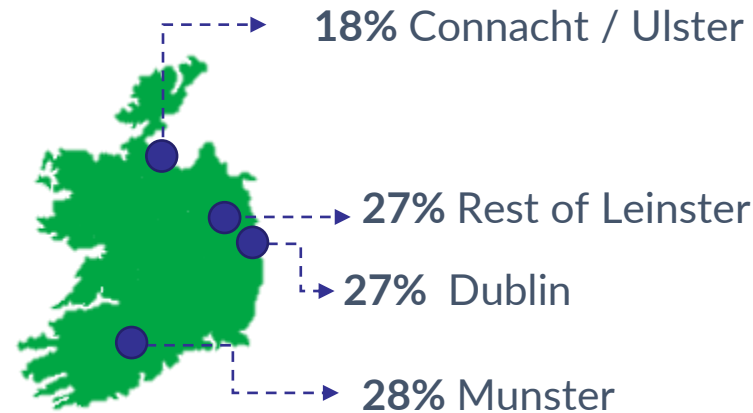 18% Connacht / Ulster
27% Rest of Leinster
27% Dublin
28% Munster